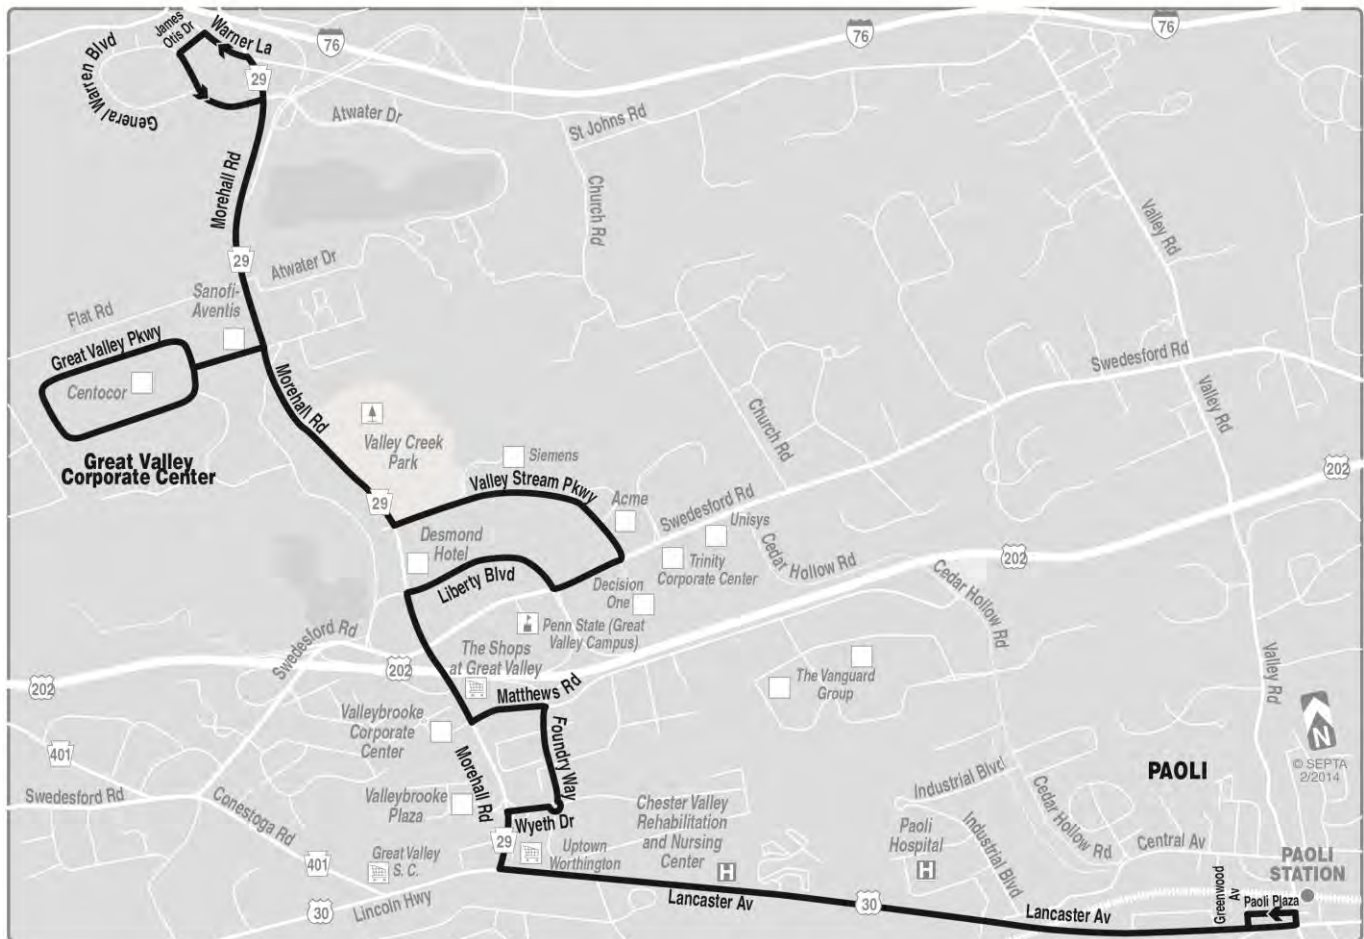 James
Otis Dr
Warner La
76
76
76
General Warren Blvd
29
Atwater Dr
St Johns Rd
Morehall Rd
Church Rd
Valley Rd
29
Atwater Dr
Sanofi-
Aventis
Flat Rd
Great Valley Pkwy
Centocor
Swedesford Rd
Morehall Rd
Valley Rd
Church Rd
Valley Creek
Park
Great Valley
Corporate Center
Siemens
Valley Stream Pkwy
202
29
Acme
Swedesford Rd
Unisys
Desmond
Hotel
Cedar Hollow Rd
202
Trinity
Corporate Center
Liberty Blvd
Decision
One
Cedar Hollow Rd
Penn State (Great
Valley Campus)
Swedesford Rd
The Shops
at Great Valley
202
202
Matthews Rd
The Vanguard
Group
Valley Rd
Valleybrooke
Corporate
Center
Foundry Way
N
401
Morehall Rd
PAOLI
© SEPTA
2/2014
Industrial Blvd
Swedesford Rd
Conestoga Rd
Valleybrooke
Plaza
Wyeth Dr
Chester Valley
Rehabilitation
and Nursing
Center
H
Cedar Hollow Rd
Paoli
Hospital
H
Industrial Blvd
Central Av
29
Uptown
Worthington
401
Great Valley
S. C.
PAOLI
STATION
Greenwood
Av
Paoli Plaza
30
Lincoln Hwy
Lancaster Av
30
Lancaster Av